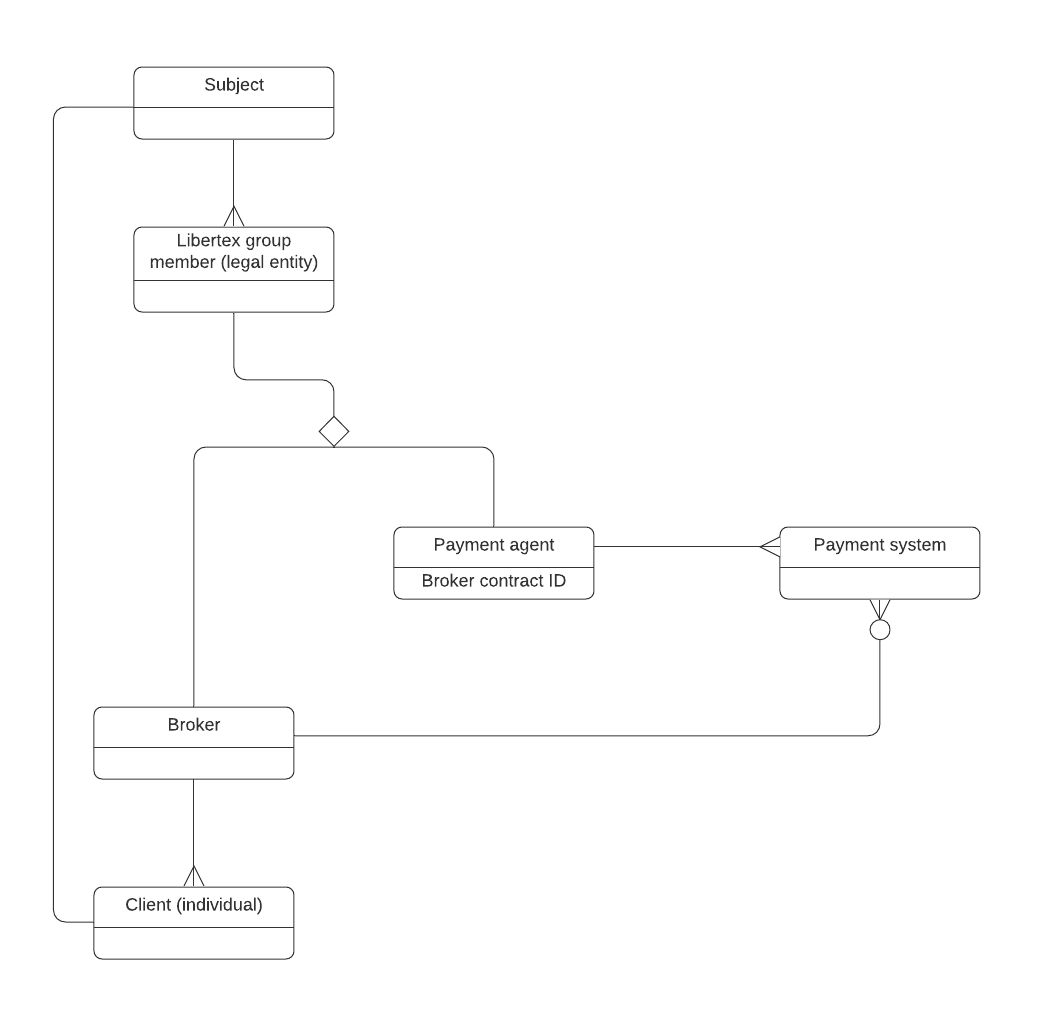 Subject
Libertex group
member (legal entity)
Payment agent
Broker contract ID
Payment system
Broker
Client (individual)